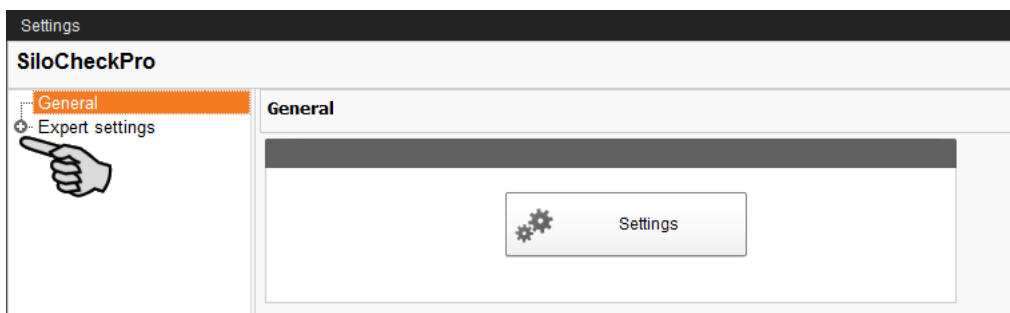 Settings
SiloCheckPro
General
Expert settings
General
Settings